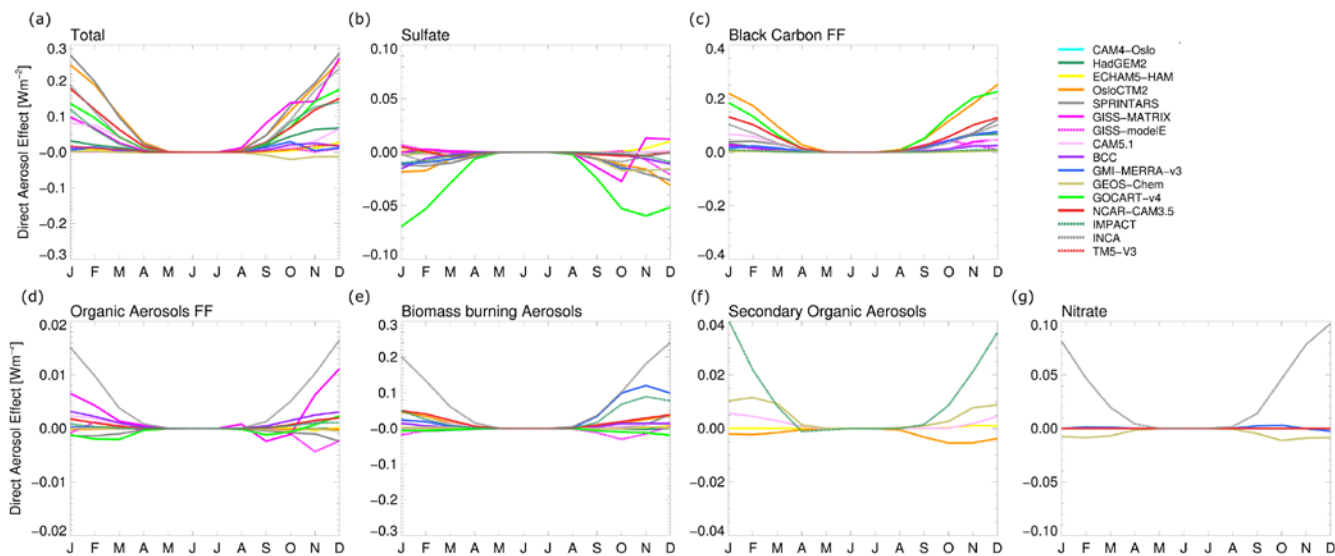 (a) Total
(b) Sulfate
(c) Black Carbon FF
Direct Aerosol Effect [Wm⁻²]
0.3
0.2
0.1
-0.0
-0.1
-0.2
-0.3
J F M A M J J A S O N D
0.10
0.05
-0.00
-0.05
-0.10
J F M A M J J A S O N D
0.4
0.2
-0.0
-0.2
-0.4
J F M A M J J A S O N D
CAM4-Oslo
HadGEM2
ECHAM5-HAM
OsloCTM2
SPRINTARS
GISS-MATRIX
GISS-modelE
CAM5.1
BCC
GMI-MERRA-v3
GEOS-Chem
GOCART-v4
NCAR-CAM3.5
IMPACT
INCA
TM5-V3
(d) Organic Aerosols FF
(e) Biomass burning Aerosols
(f) Secondary Organic Aerosols
(g) Nitrate
Direct Aerosol Effect [Wm⁻²]
0.02
0.01
0.00
-0.01
-0.02
J F M A M J J A S O N D
0.3
0.2
0.1
-0.0
-0.1
-0.2
-0.3
J F M A M J J A S O N D
0.04
0.02
0.00
-0.02
-0.04
J F M A M J J A S O N D
0.10
0.05
0.00
-0.05
-0.10
J F M A M J J A S O N D